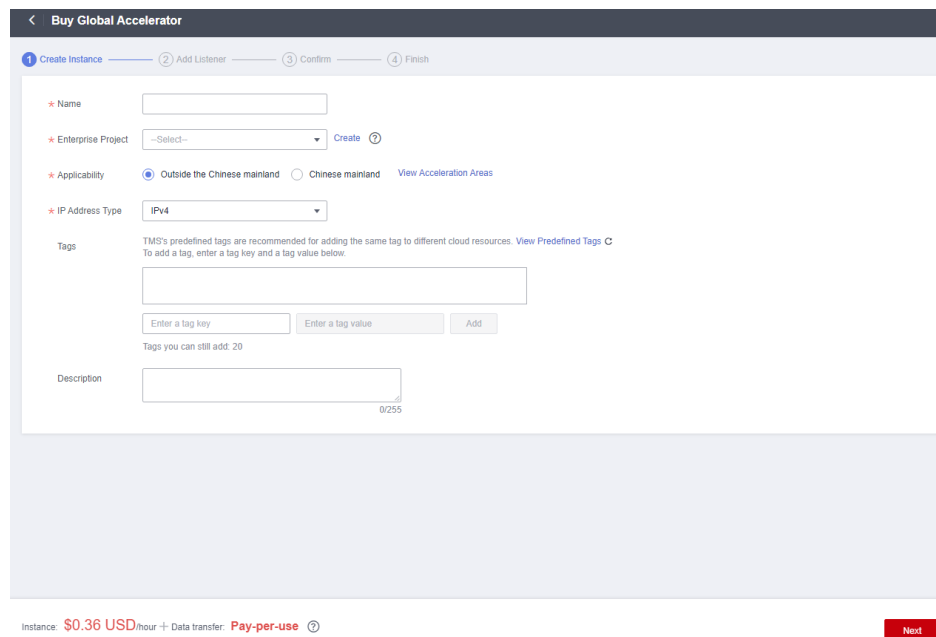 Buy Global Accelerator
1 Create Instance 2 Add Listener 3 Confirm 4 Finish
* Name
* Enterprise Project --Select-- Create ?
* Applicability Outside the Chinese mainland Chinese mainland View Acceleration Areas
* IP Address Type IPv4
Tags TMS's predefined tags are recommended for adding the same tag to different cloud resources. View Predefined Tags
To add a tag, enter a tag key and a tag value below.
Enter a tag key Enter a tag value Add
Tags you can still add: 20
Description
0/255
Instance: $0.36 USD/hour + Data transfer: Pay-per-use ?
Next